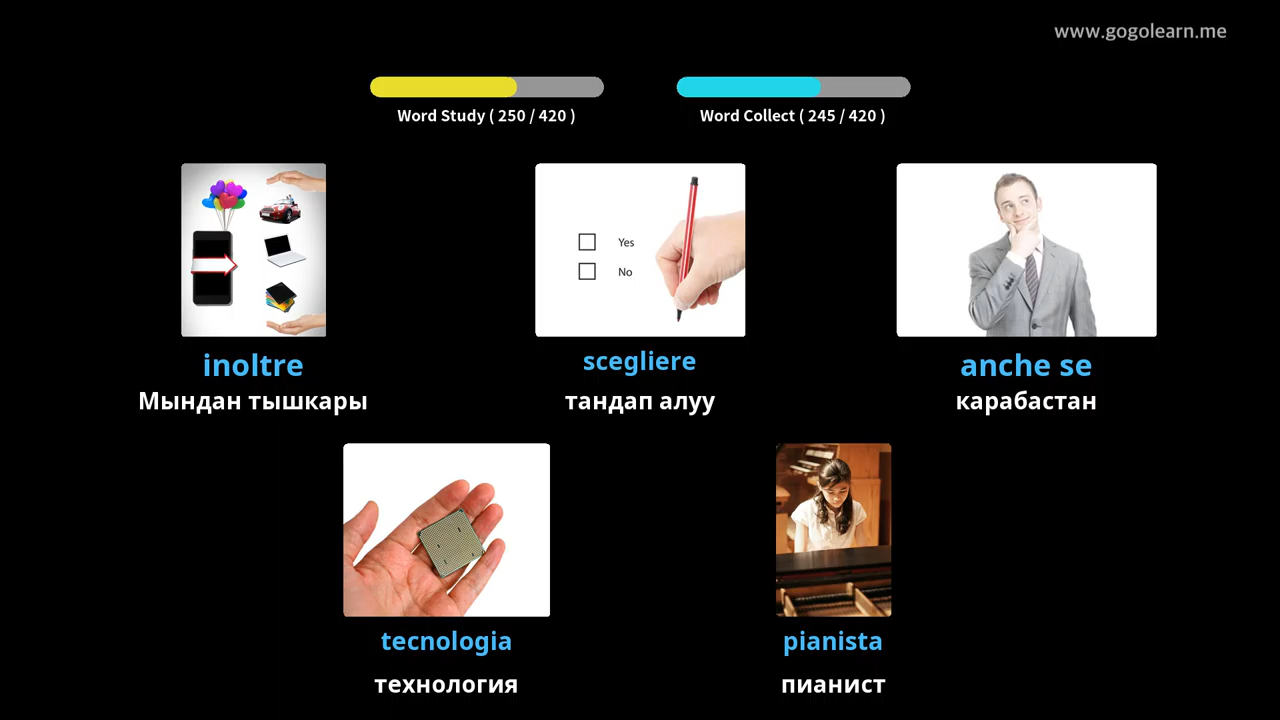 www.gogolearn.me
Word Study ( 250 / 420 )
Word Collect ( 245 / 420 )
Yes
No
inoltre
scegliere
anche se
Мындан тышкары
тандап алуу
карабастан
tecnologia
pianista
технология
пианист